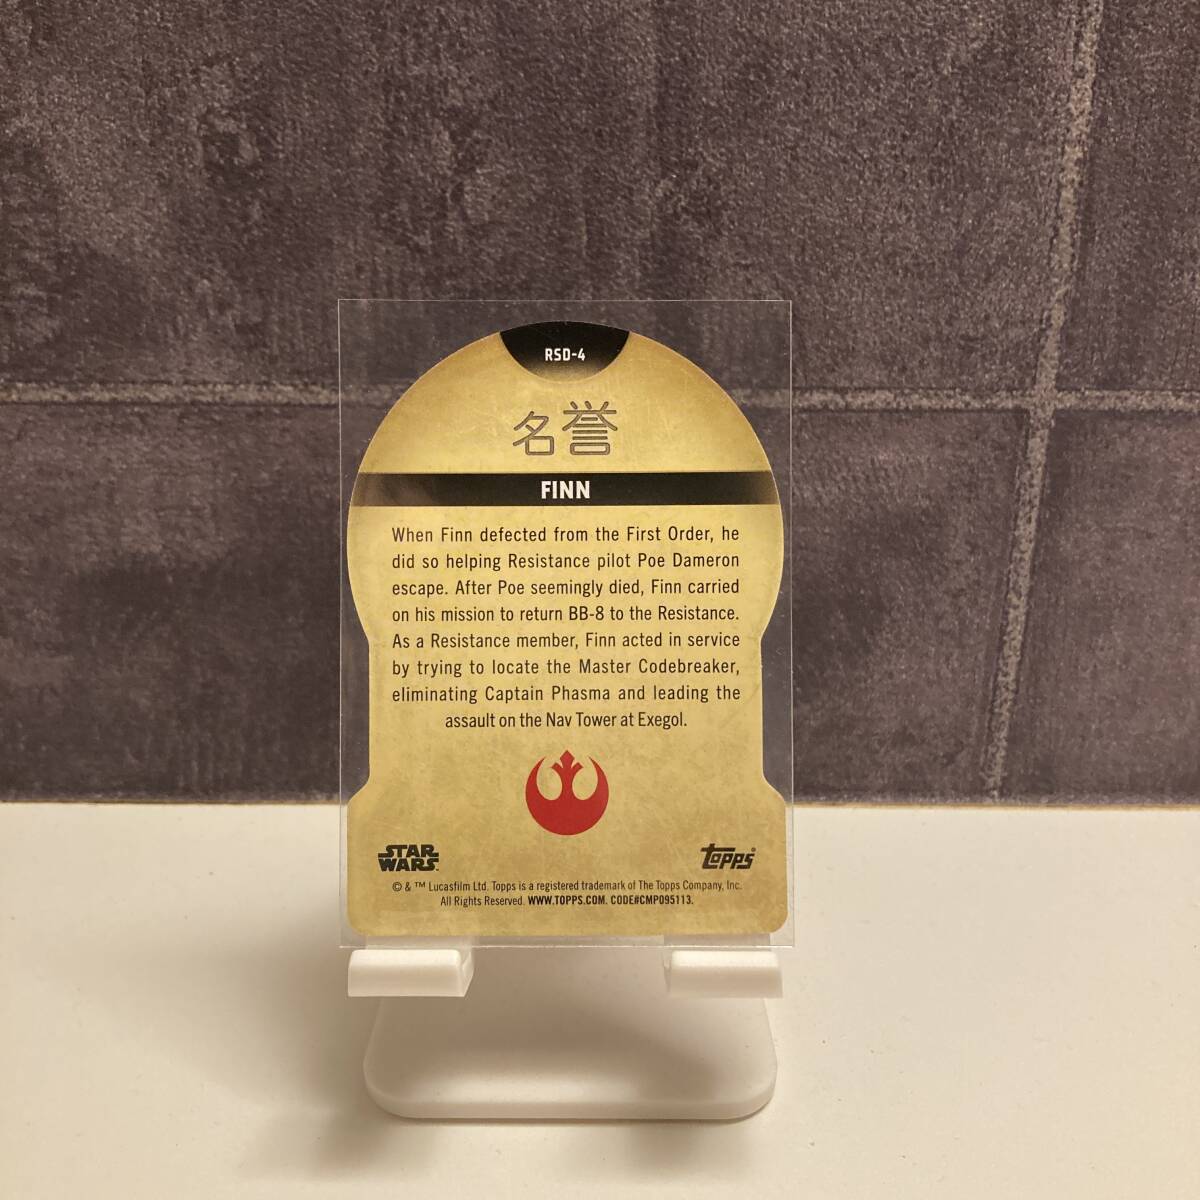 RSD-4
名誉
FINN
When Finn defected from the First Order, he
did so helping Resistance pilot Poe Dameron
escape. After Poe seemingly died, Finn carried
on his mission to return BB-8 to the Resistance.
As a Resistance member, Finn acted in service
by trying to locate the Master Codebreaker,
eliminating Captain Phasma and leading the
assault on the Nav Tower at Exegol.
STAR
WARS
Topps
© & ™ Lucasfilm Ltd. Topps is a registered trademark of The Topps Company, Inc.
All Rights Reserved. WWW.TOPPS.COM. CODE#CMP095113.